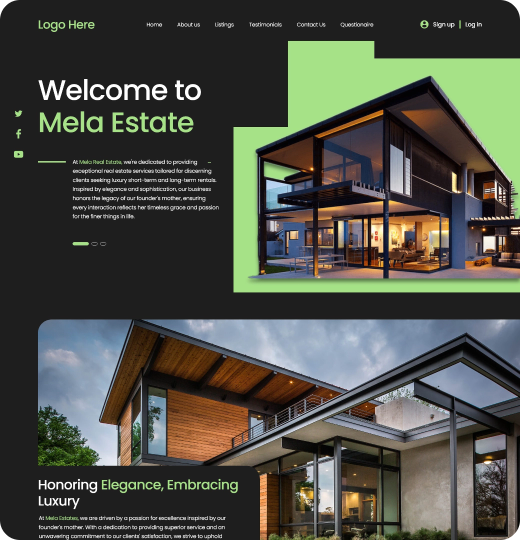 Logo Here
Home About us Listings Testimonials Contact Us Questionaire
Sign up | Log in
Welcome to
Mela Estate
At Mela Real Estate, we're dedicated to providing
exceptional real estate services tailored for discerning
clients seeking luxury short-term and long-term rentals.
Inspired by elegance and sophistication, our business
honors the legacy of our founder's mother, ensuring
every interaction reflects her timeless grace and passion
for the finer things in life.
Honoring Elegance, Embracing
Luxury
At Mela Estates, we are driven by a passion for excellence inspired by our
founder's mother. With a dedication to providing superior service and an
unwavering commitment to our clients' satisfaction, we strive to uphold